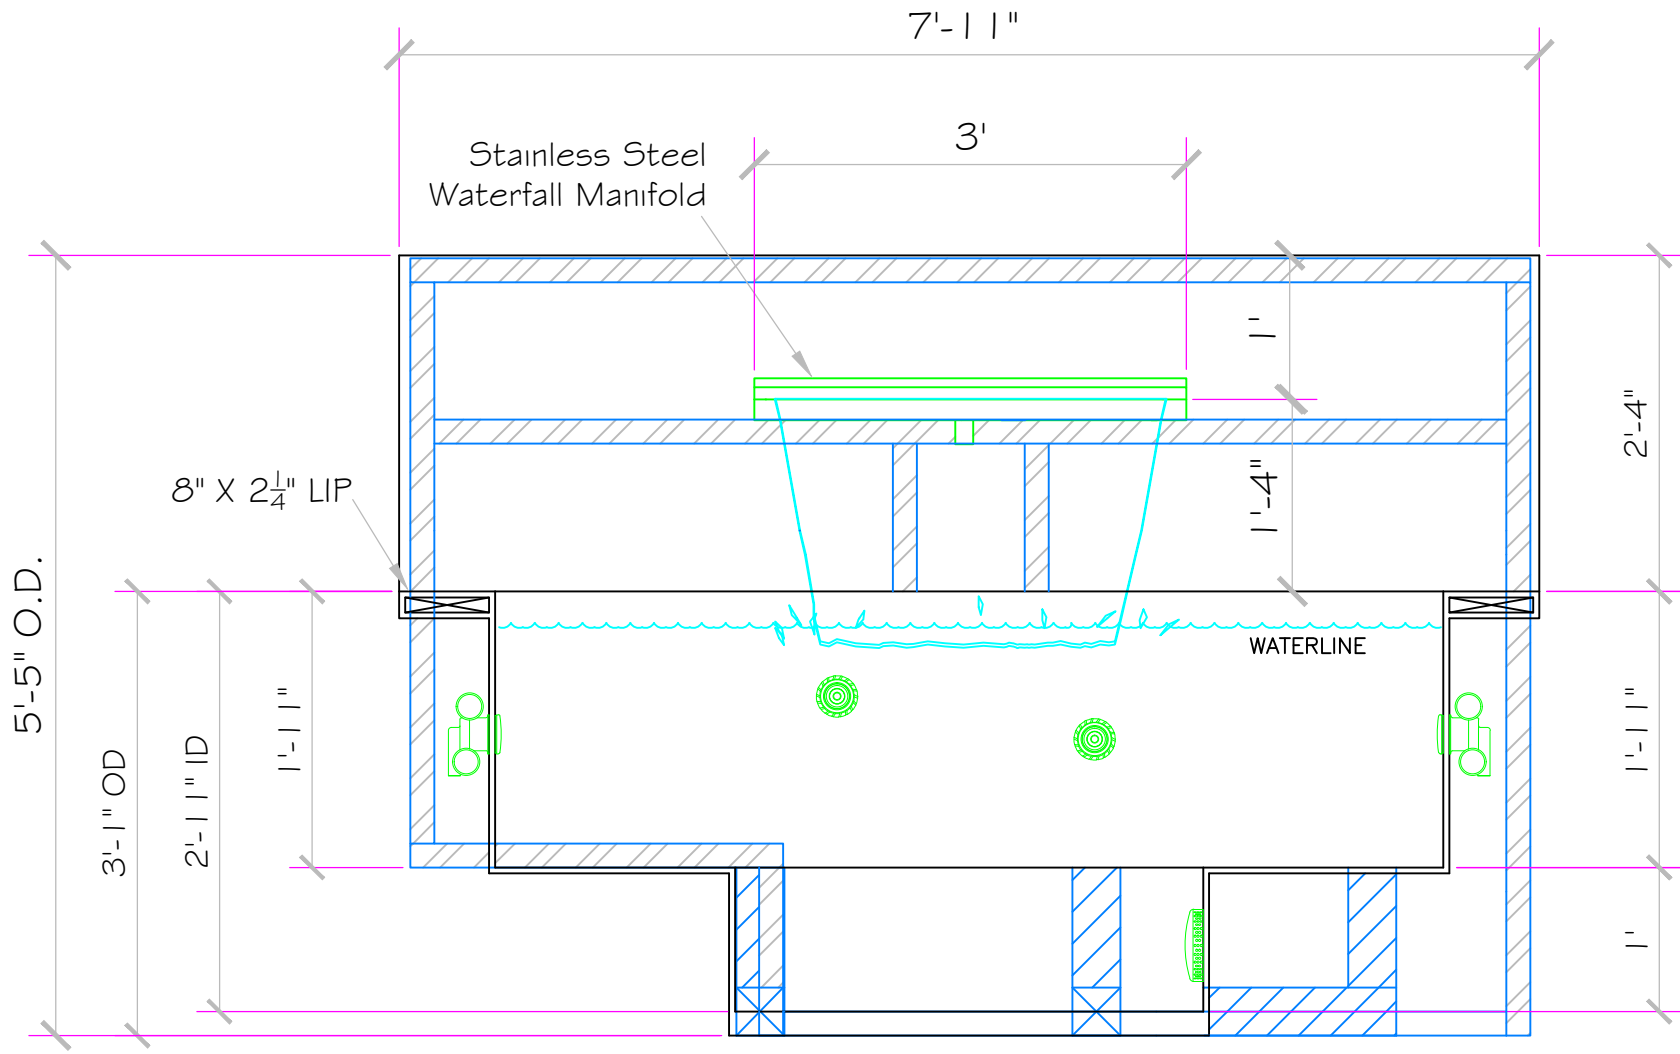 7'-11"
3'
Stainless Steel
Waterfall Manifold
1'
2'-4"
1'-4"
8" X 2¼" LIP
5'-5" O.D.
WATERLINE
3'-1" OD
2'-11" ID
1'-11"
1'-11"
1'